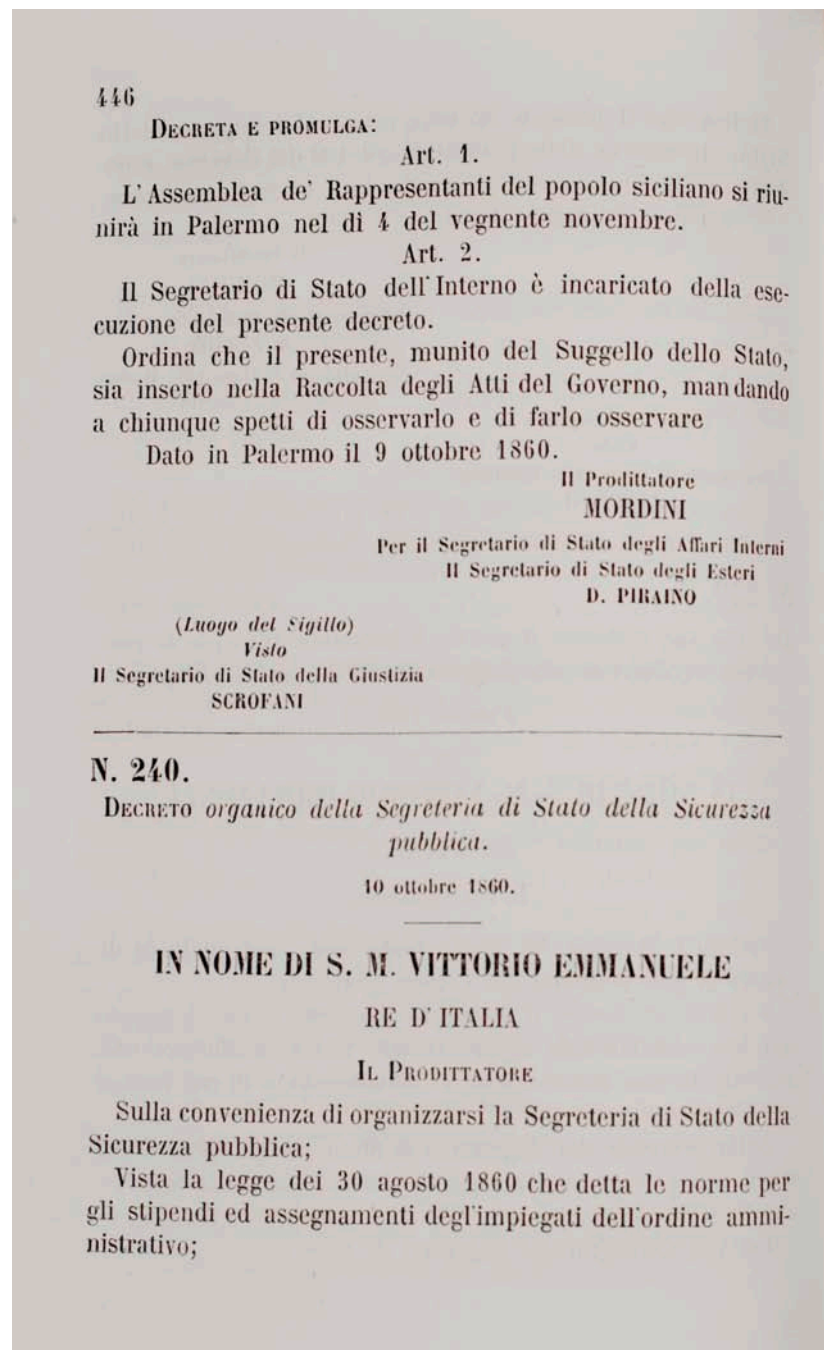 446
DECRETA E PROMULGA:
Art. 1.
L' Assemblea de' Rappresentanti del popolo siciliano si riu-
nirà in Palermo nel dì 4 del vegnente novembre.
Art. 2.
Il Segretario di Stato dell'Interno è incaricato della ese-
cuzione del presente decreto.
Ordina che il presente, munito del Suggello dello Stato,
sia inserto nella Raccolta degli Atti del Governo, mandando
a chiunque spetti di osservarlo e di farlo osservare
Dato in Palermo il 9 ottobre 1860.
Il Prodittatore
MORDINI
Per il Segretario di Stato degli Affari Interni
Il Segretario di Stato degli Esteri
D. PIRAINO
(Luogo del Sigillo)
Visto
Il Segretario di Stato della Giustizia
SCROFANI
N. 240.
DECRETO organico della Segreteria di Stato della Sicurezza
pubblica.
10 ottobre 1860.
IN NOME DI S. M. VITTORIO EMMANUELE
RE D' ITALIA
IL PRODITTATORE
Sulla convenienza di organizzarsi la Segreteria di Stato della
Sicurezza pubblica;
Vista la legge dei 30 agosto 1860 che detta le norme per
gli stipendi ed assegnamenti degl'impiegati dell'ordine ammi-
nistrativo;